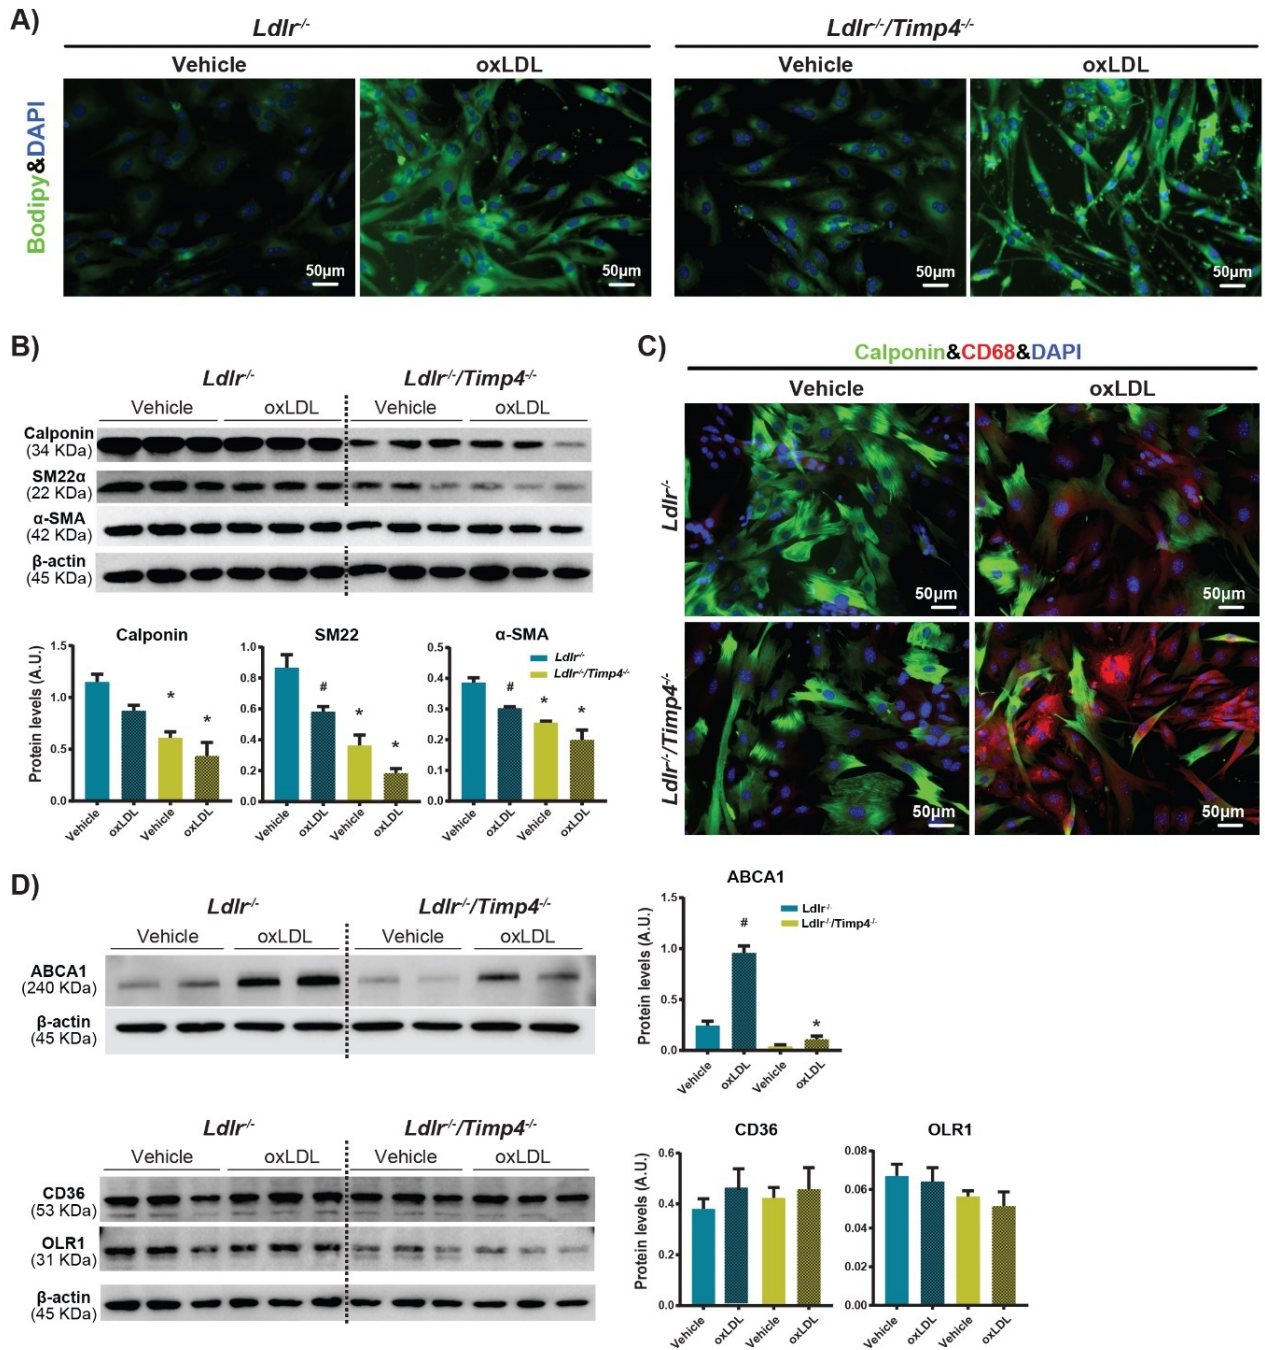 A)
Ldlr-/-
Ldlr-/-/Timp4-/-
Vehicle
oxLDL
Vehicle
oxLDL
Bodipy&DAPI
50µm
50µm
50µm
50µm
B)
Ldlr-/-
Ldlr-/-/Timp4-/-
Vehicle
oxLDL
Vehicle
oxLDL
Calponin
(34 KDa)
SM22α
(22 KDa)
α-SMA
(42 KDa)
β-actin
(45 KDa)
Calponin
Protein levels (A.U.)
1.5
1.0
0.5
0.0
*
*
Vehicle
oxLDL
Vehicle
oxLDL
SM22
1.0
0.8
0.6
0.4
0.2
0.0
#
*
*
Vehicle
oxLDL
Vehicle
oxLDL
α-SMA
0.5
0.4
0.3
0.2
0.1
0.0
#
*
*
Ldlr-/-
Ldlr-/-/Timp4-/-
Vehicle
oxLDL
Vehicle
oxLDL
C)
Calponin&CD68&DAPI
Vehicle
oxLDL
Ldlr-/-
50µm
50µm
Ldlr-/-/Timp4-/-
50µm
50µm
D)
Ldlr-/-
Ldlr-/-/Timp4-/-
Vehicle
oxLDL
Vehicle
oxLDL
ABCA1
(240 KDa)
β-actin
(45 KDa)
ABCA1
Protein levels (A.U.)
1.5
1.0
0.5
0.0
#
*
Ldlr-/-
Ldlr-/-/Timp4-/-
Vehicle
oxLDL
Vehicle
oxLDL
Ldlr-/-
Ldlr-/-/Timp4-/-
Vehicle
oxLDL
Vehicle
oxLDL
CD36
(53 KDa)
OLR1
(31 KDa)
β-actin
(45 KDa)
CD36
Protein levels (A.U.)
0.6
0.4
0.2
0.0
Vehicle
oxLDL
Vehicle
oxLDL
OLR1
0.08
0.06
0.04
0.02
0.00
Vehicle
oxLDL
Vehicle
oxLDL